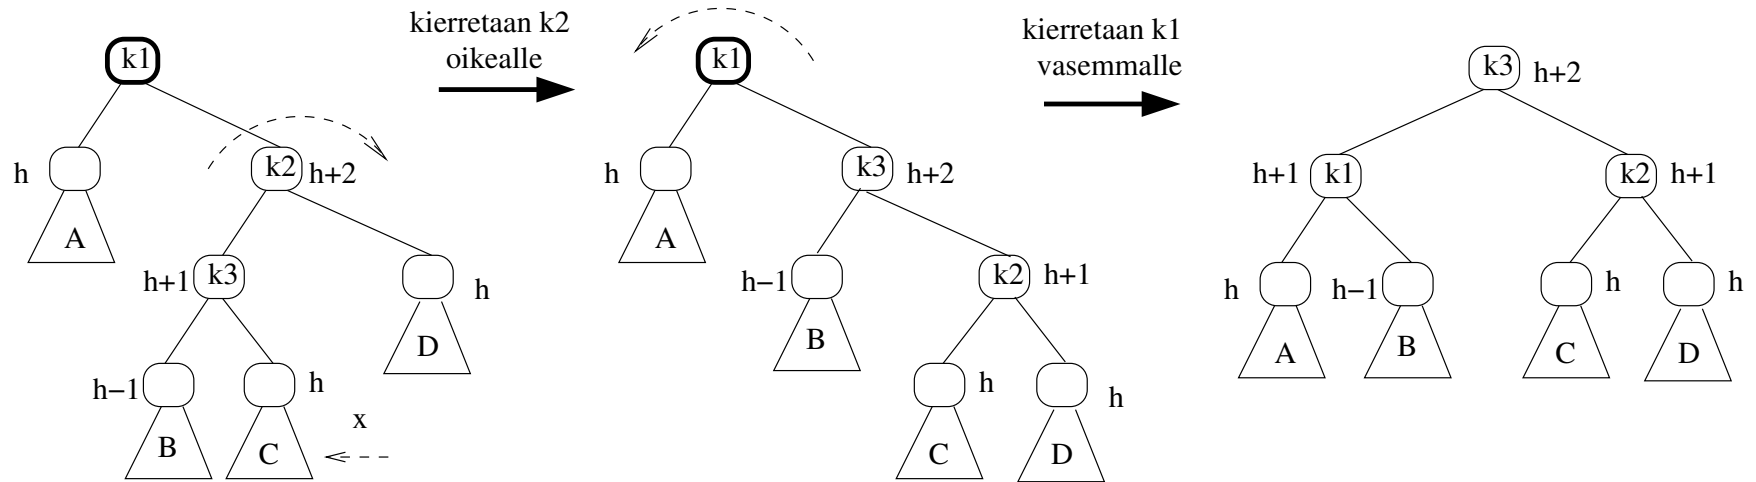 kierretaan k2
oikealle
kierretaan k1
vasemmalle
k1
h
A
k2
h+2
h+1
k3
h
D
h−1
B
h
C
x
k1
h
A
k3
h+2
h−1
B
k2
h+1
h
C
h
D
k3
h+2
h+1
k1
k2
h+1
h
A
h−1
B
h
C
h
D